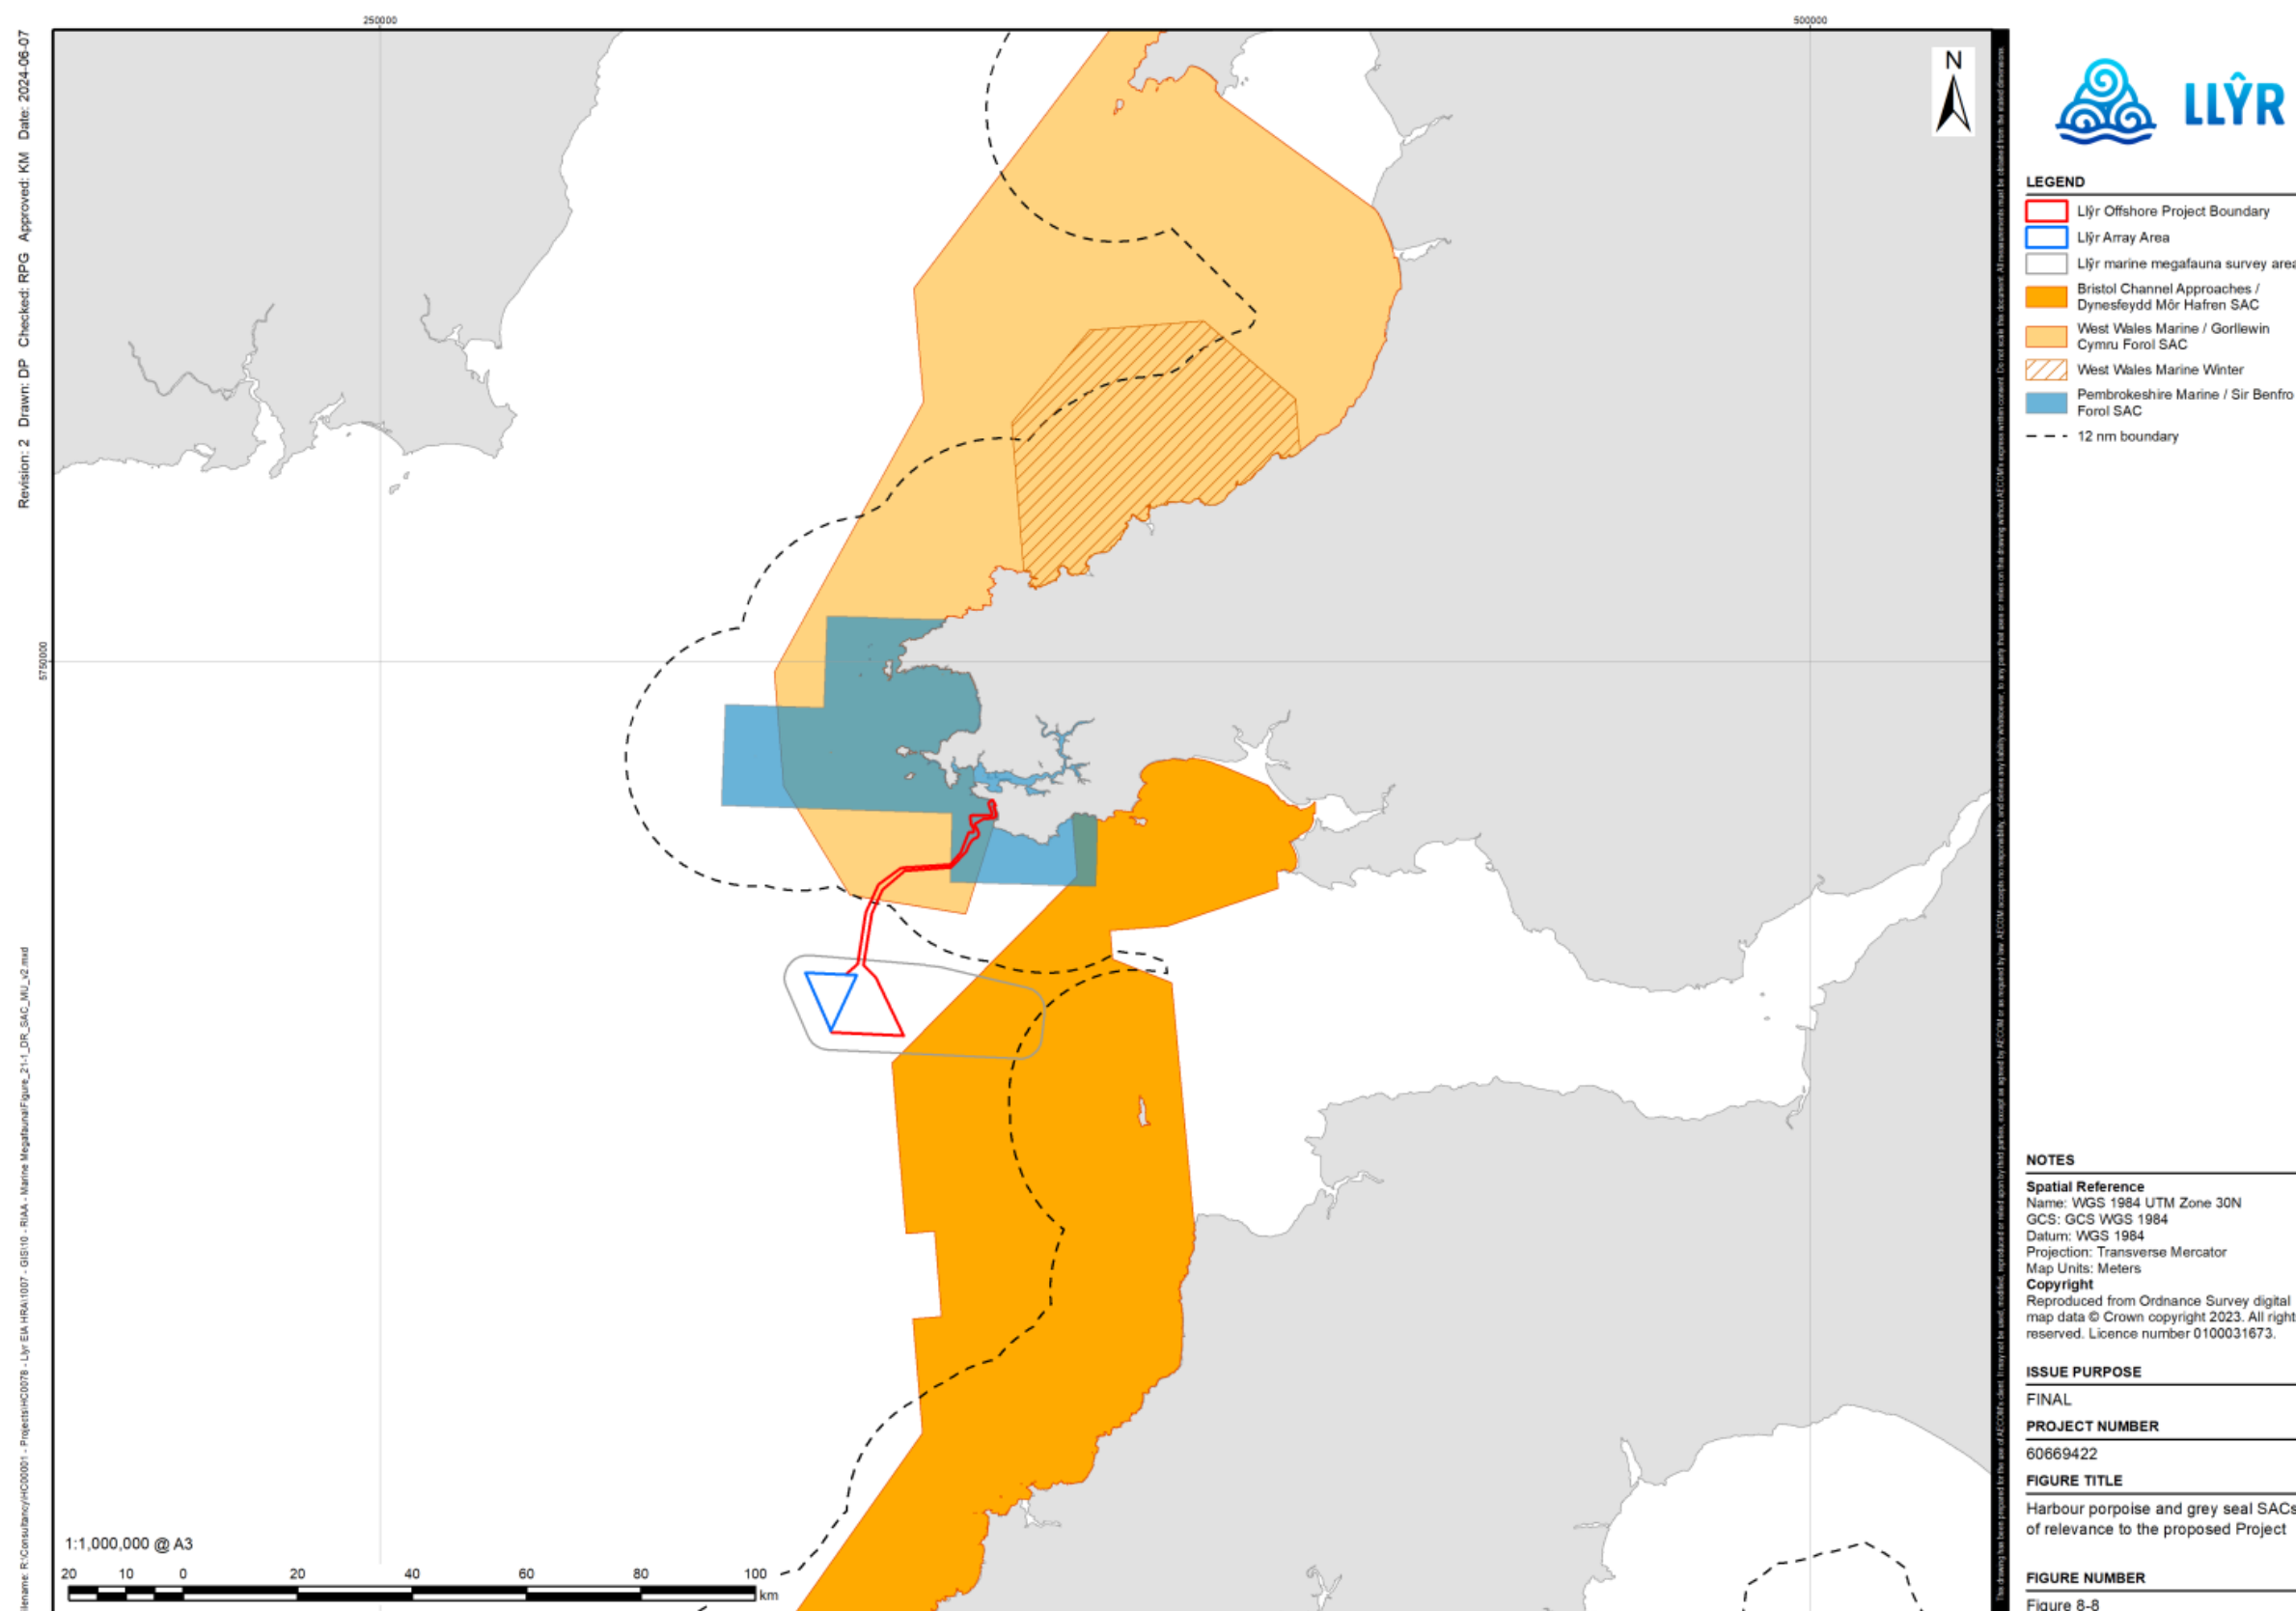 250000
500000
5750000
Revision: 2 Drawn: DP Checked: RPG Approved: KM Date: 2024-06-07
N
LLŶR
LEGEND
Llŷr Offshore Project Boundary
Llŷr Array Area
Llŷr marine megafauna survey area
Bristol Channel Approaches /
Dynesfeydd Môr Hafren SAC
West Wales Marine / Gorllewin
Cymru Forol SAC
West Wales Marine Winter
Pembrokeshire Marine / Sir Benfro
Forol SAC
12 nm boundary
NOTES
Spatial Reference
Name: WGS 1984 UTM Zone 30N
GCS: GCS WGS 1984
Datum: WGS 1984
Projection: Transverse Mercator
Map Units: Meters
Copyright
Reproduced from Ordnance Survey digital
map data © Crown copyright 2023. All rights
reserved. Licence number 0100031673.
ISSUE PURPOSE
FINAL
PROJECT NUMBER
60669422
FIGURE TITLE
Harbour porpoise and grey seal SACs
of relevance to the proposed Project
FIGURE NUMBER
Figure 8-8
1:1,000,000 @ A3
20 10 0 20 40 60 80 100
km